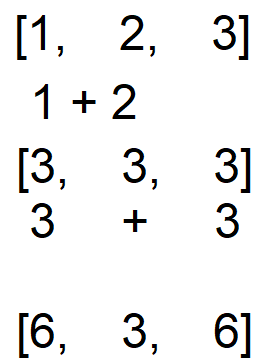 [1, 2, 3]
1 + 2
[3, 3, 3]
3 + 3
[6, 3, 6]